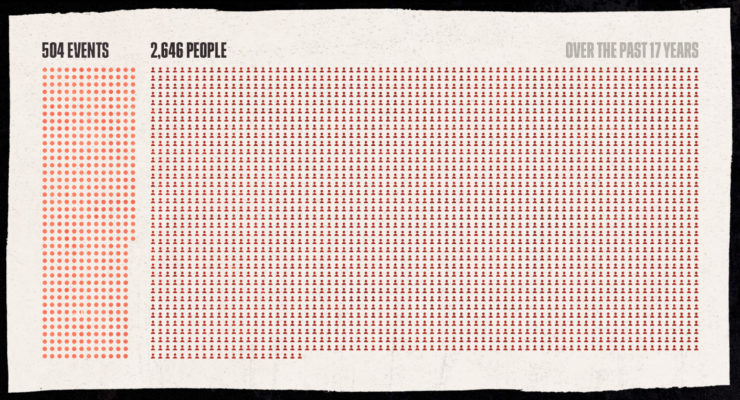 504 EVENTS
2,646 PEOPLE
OVER THE PAST 17 YEARS